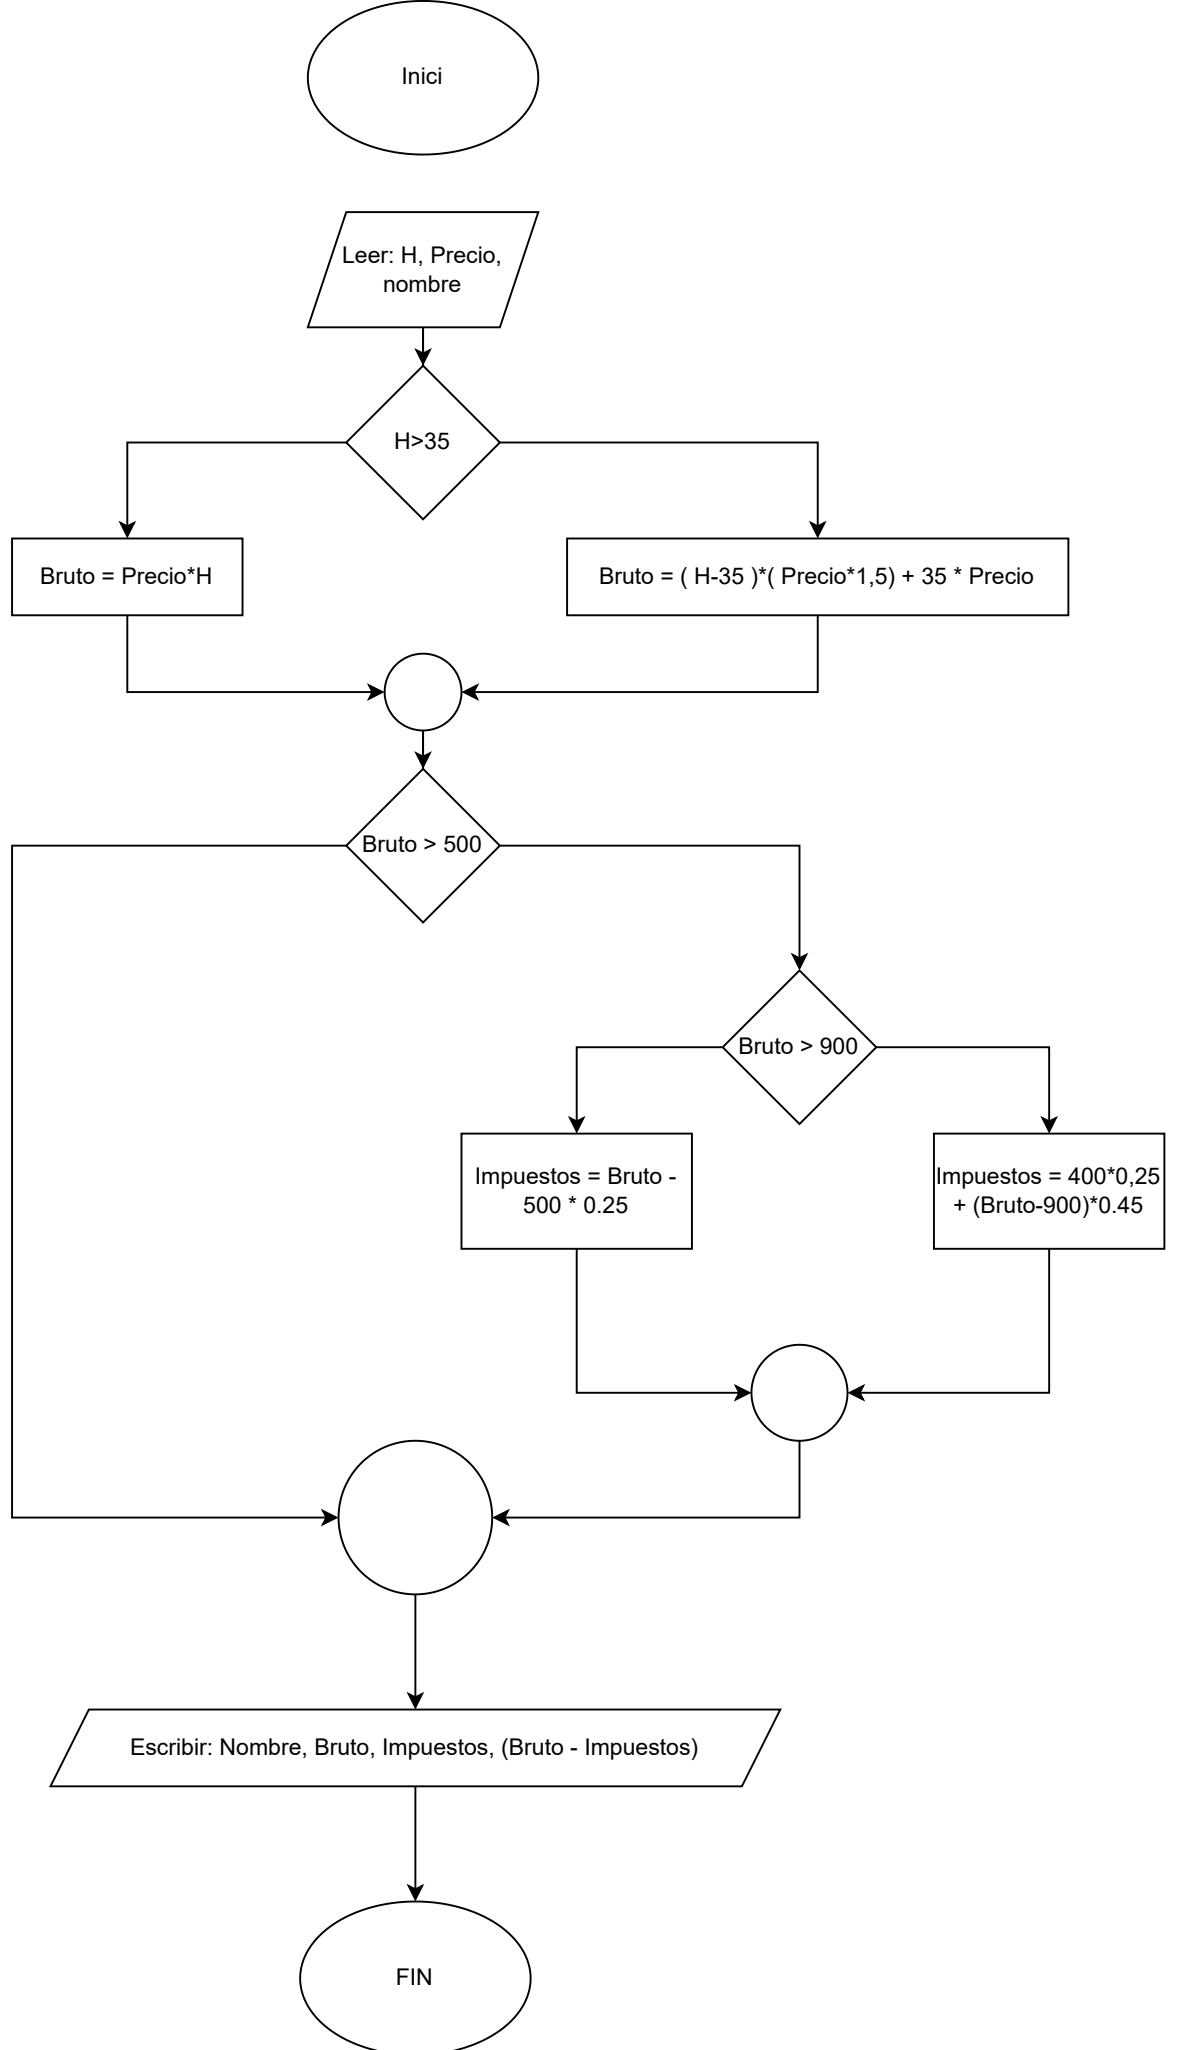 Inici
Leer: H, Precio,
nombre
H>35
Bruto = Precio*H
Bruto = ( H-35 )*( Precio*1,5) + 35 * Precio
Bruto > 500
Bruto > 900
Impuestos = Bruto -
500 * 0.25
Impuestos = 400*0,25
+ (Bruto-900)*0.45
Escribir: Nombre, Bruto, Impuestos, (Bruto - Impuestos)
FIN